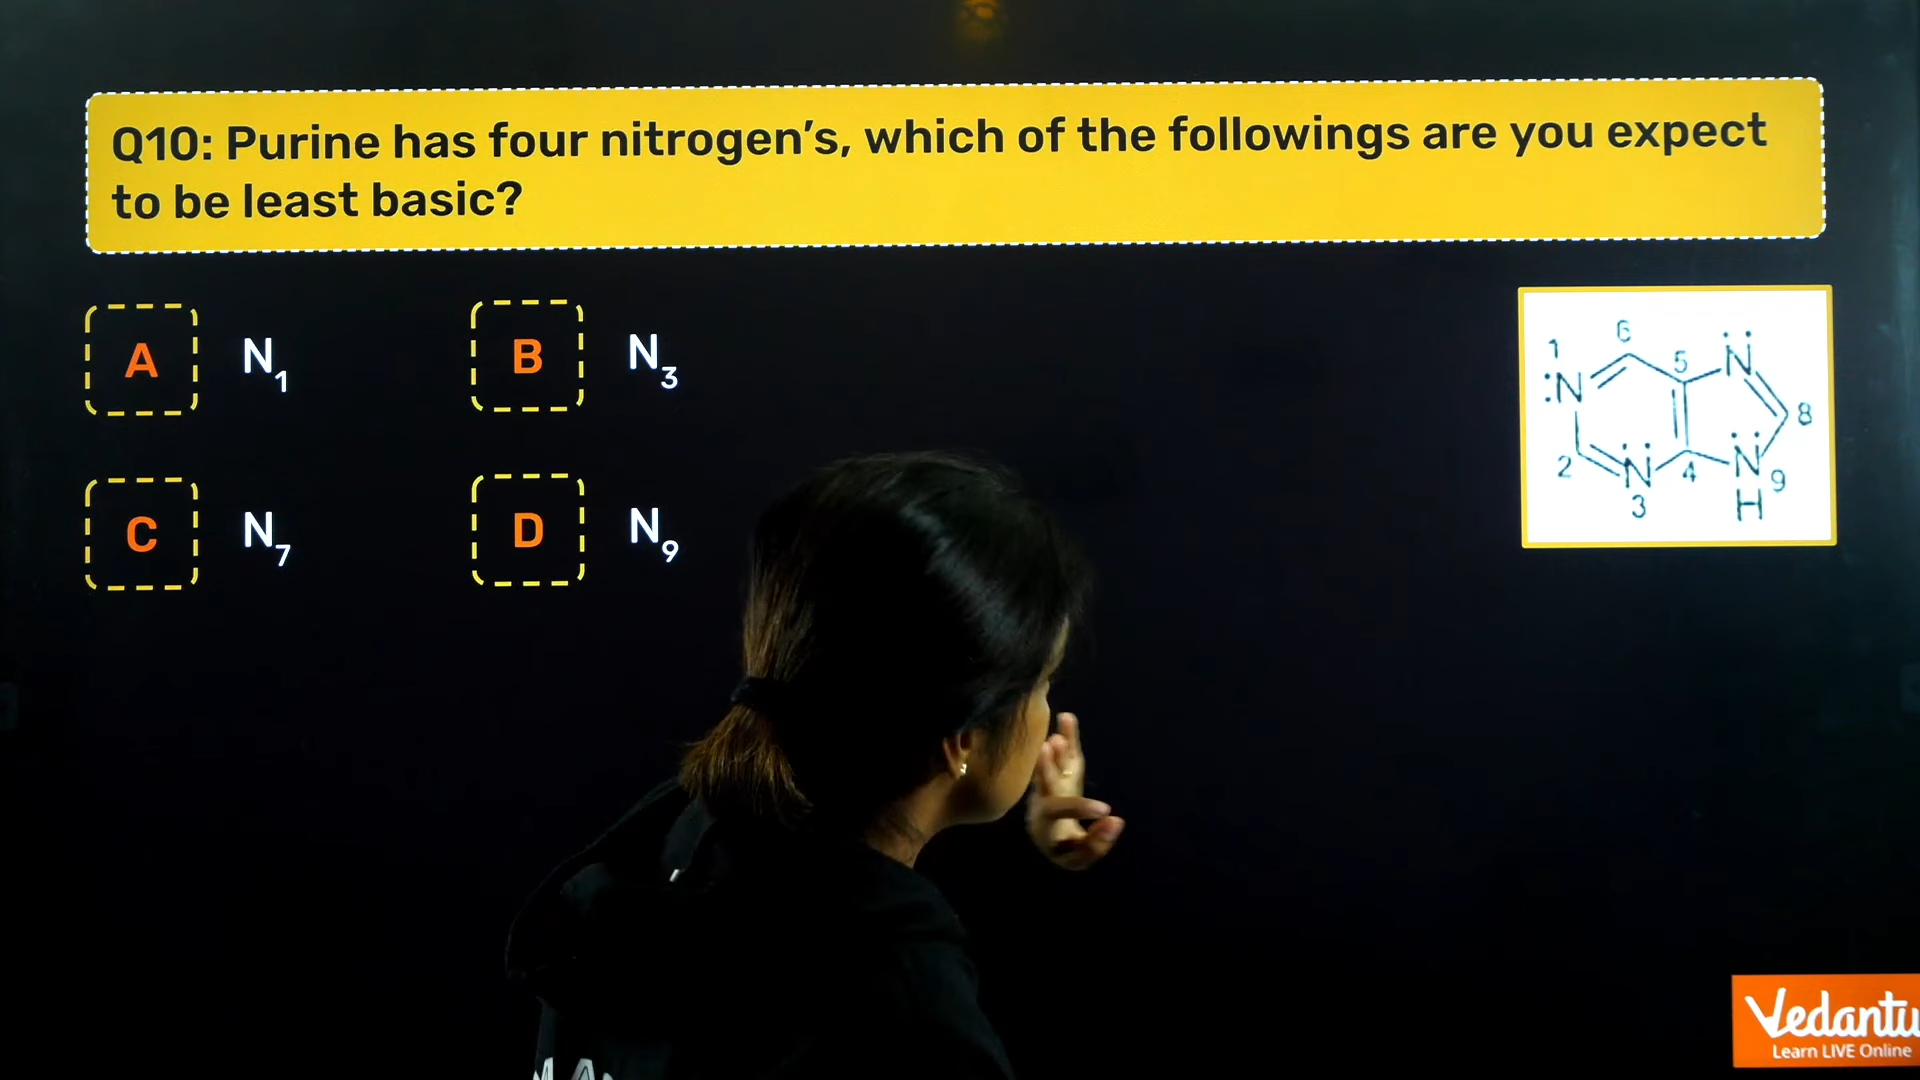 Q10: Purine has four nitrogen's, which of the followings are you expect
to be least basic?
A N₁ B N₃
C N₇ D N₉
6
1 5 N̈
:N 8
2 N̈ 4 N̈ 9
3 H
Vedantu
Learn LIVE Online